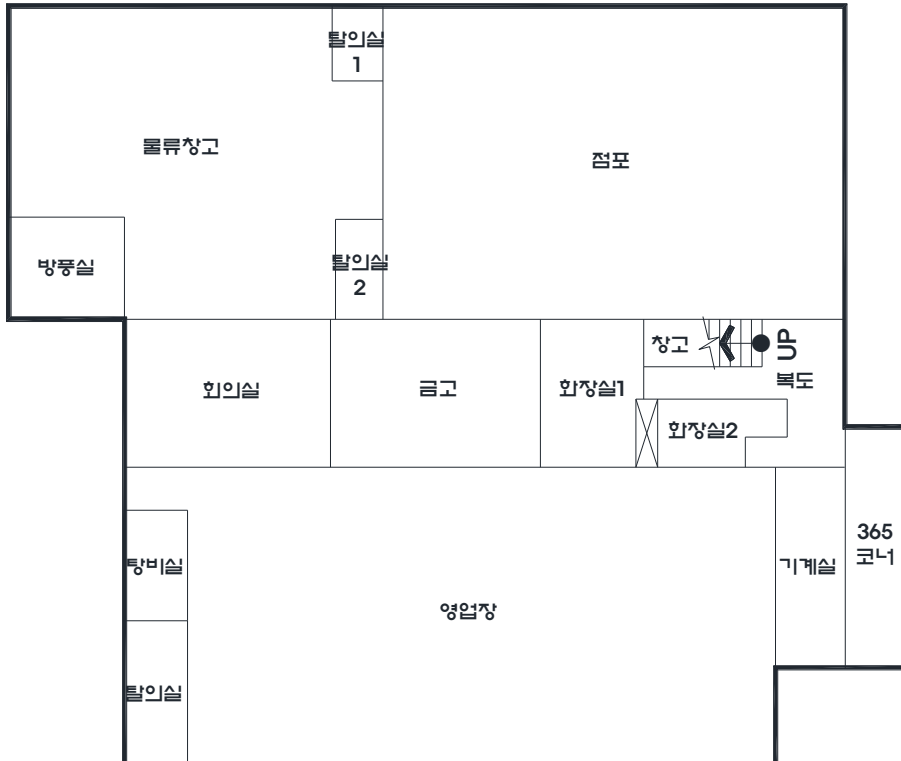 탈의실
1
물류창고
점포
방풍실
탈의실
2
창고
UP
복도
회의실
금고
화장실1
화장실2
365
코너
탕비실
기계실
영업장
탈의실